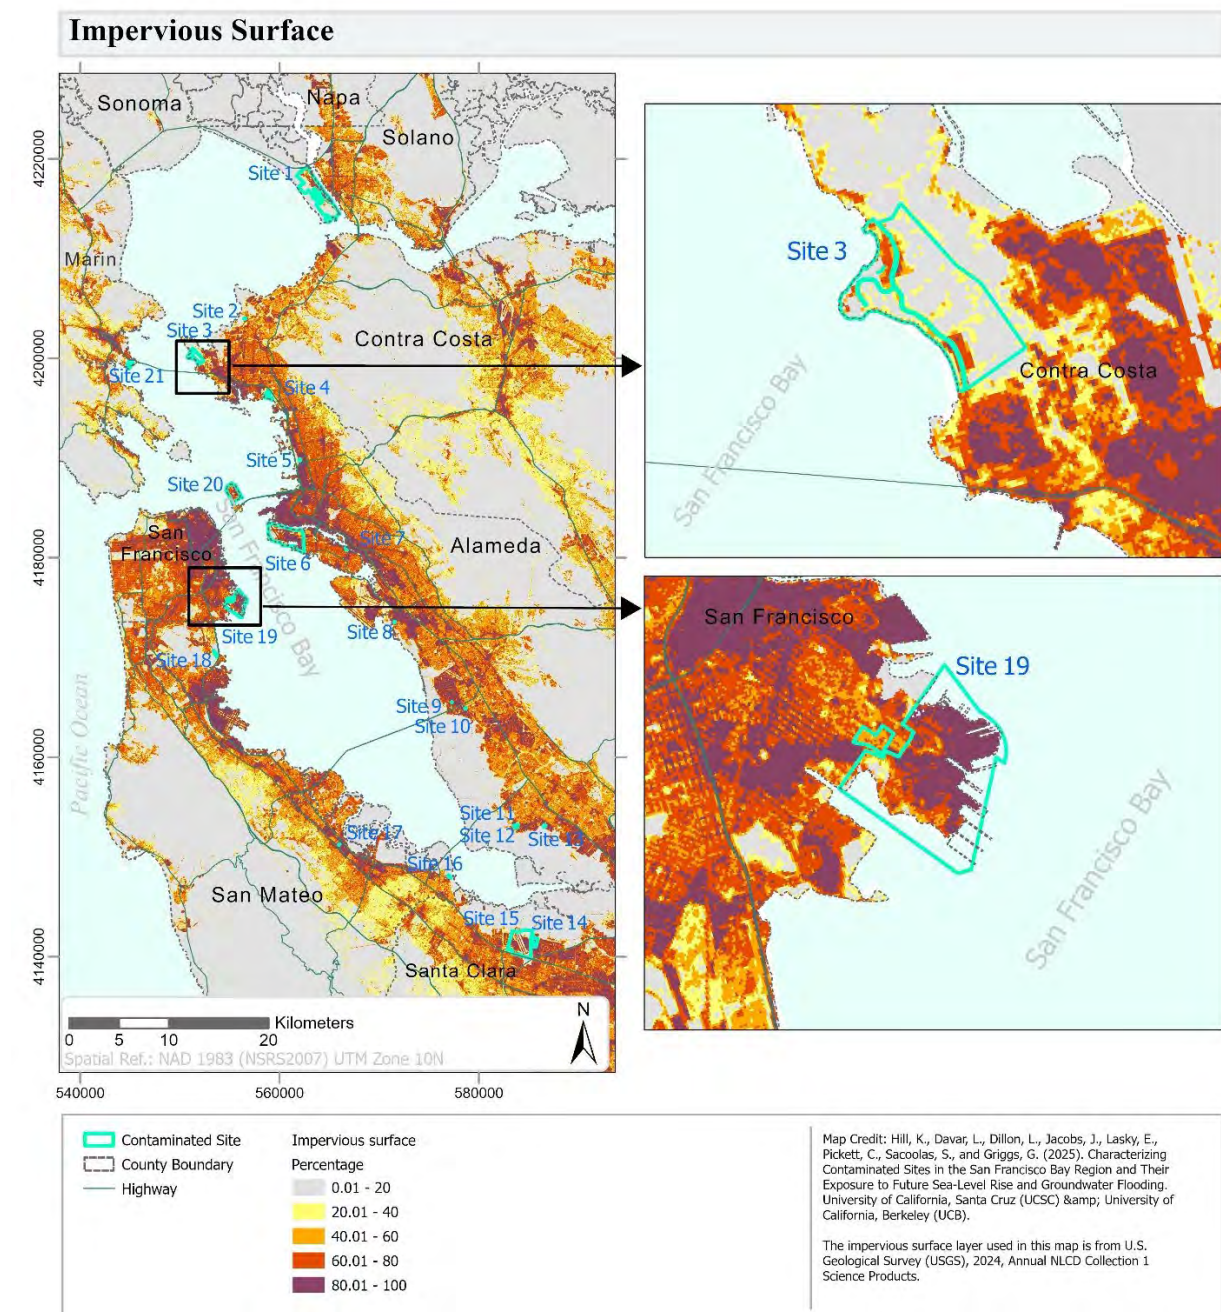 Impervious Surface
Sonoma
Napa
Solano
Site 1
Marin
Site 2
Site 3
Contra Costa
Site 21
Site 4
Site 5
Site 20
San Francisco Bay
San
Francisco
Site 7
Alameda
Site 6
Site 19
Site 8
Site 18
Pacific Ocean
Site 9
Site 10
Site 11
Site 12
Site 13
Site 17
Site 16
San Mateo
Site 15
Site 14
Santa Clara
4220000
4200000
4180000
4160000
4140000
N
Kilometers
0 5 10 20
Spatial Ref.: NAD 1983 (NSRS2007) UTM Zone 10N
540000 560000 580000
Site 3
Contra Costa
San Francisco Bay
San Francisco
Site 19
San Francisco Bay
Contaminated Site
County Boundary
Highway
Impervious surface
Percentage
0.01 - 20
20.01 - 40
40.01 - 60
60.01 - 80
80.01 - 100
Map Credit: Hill, K., Davar, L., Dillon, L., Jacobs, J., Lasky, E.,
Pickett, C., Sacoolas, S., and Griggs, G. (2025). Characterizing
Contaminated Sites in the San Francisco Bay Region and Their
Exposure to Future Sea-Level Rise and Groundwater Flooding.
University of California, Santa Cruz (UCSC) &amp; University of
California, Berkeley (UCB).
The impervious surface layer used in this map is from U.S.
Geological Survey (USGS), 2024, Annual NLCD Collection 1
Science Products.